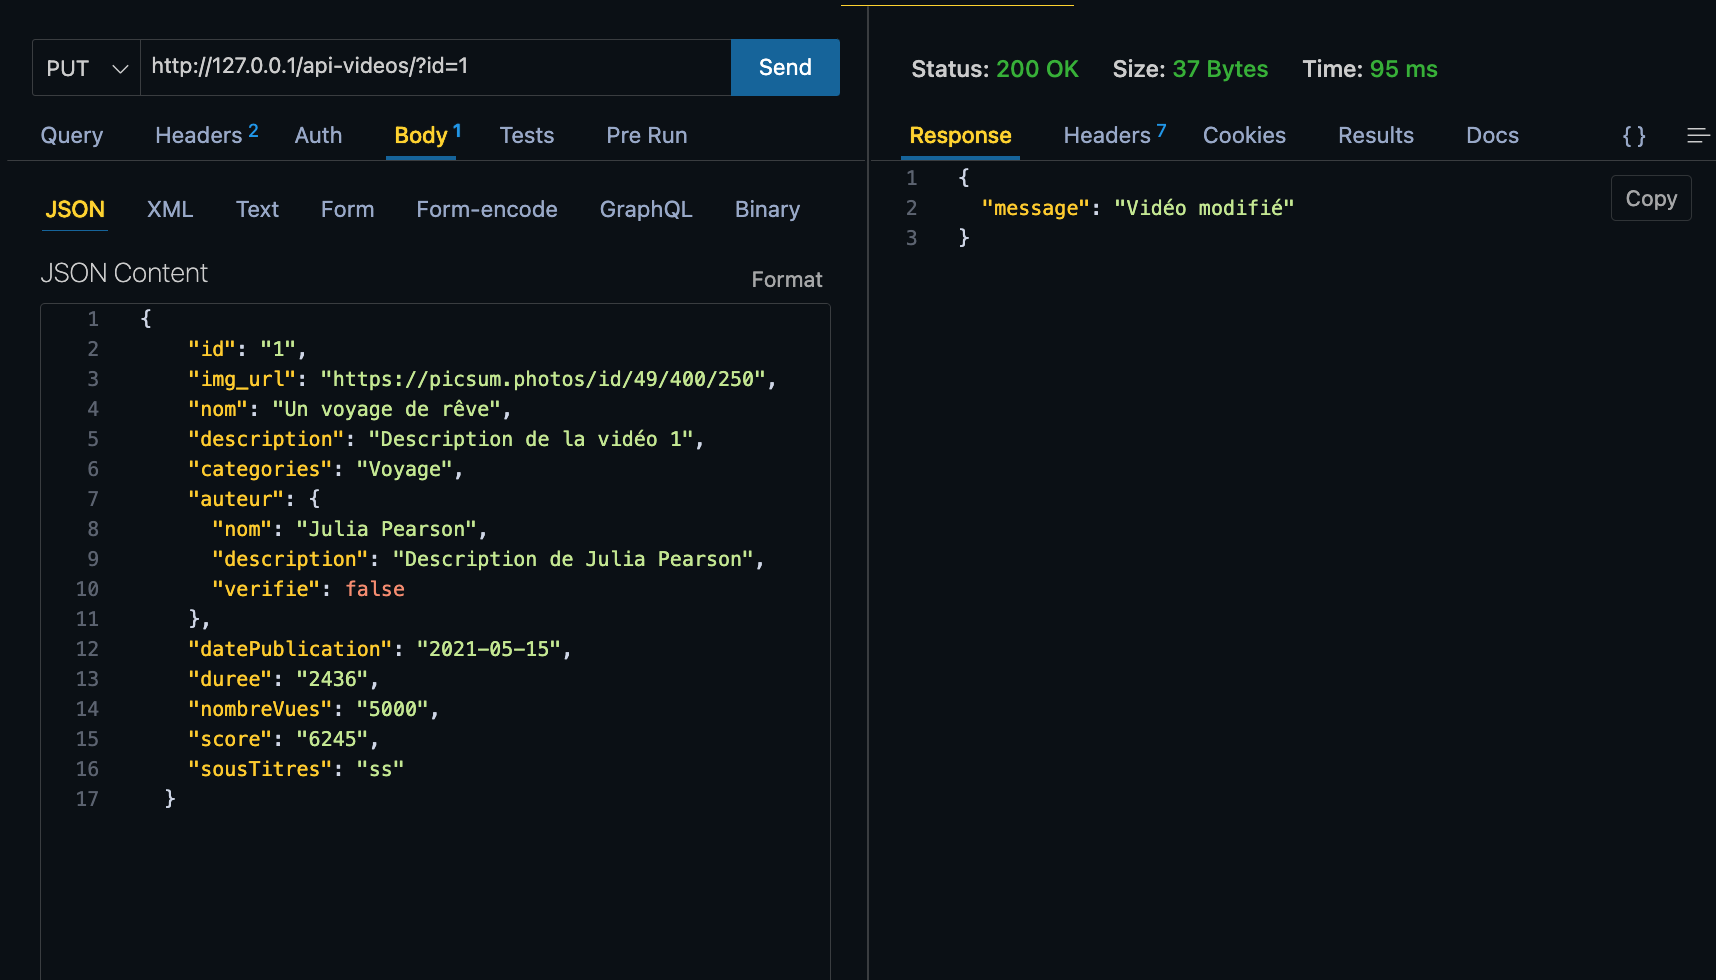 PUT http://127.0.0.1/api-videos/?id=1 Send
Query Headers 2 Auth Body 1 Tests Pre Run
JSON XML Text Form Form-encode GraphQL Binary
JSON Content Format
1 {
2 "id": "1",
3 "img_url": "https://picsum.photos/id/49/400/250",
4 "nom": "Un voyage de rêve",
5 "description": "Description de la vidéo 1",
6 "categories": "Voyage",
7 "auteur": {
8 "nom": "Julia Pearson",
9 "description": "Description de Julia Pearson",
10 "verifie": false
11 },
12 "datePublication": "2021-05-15",
13 "duree": "2436",
14 "nombreVues": "5000",
15 "score": "6245",
16 "sousTitres": "ss"
17 }
Status: 200 OK Size: 37 Bytes Time: 95 ms
Response Headers 7 Cookies Results Docs { }
1 {
2 "message": "Vidéo modifié"
3 }
Copy